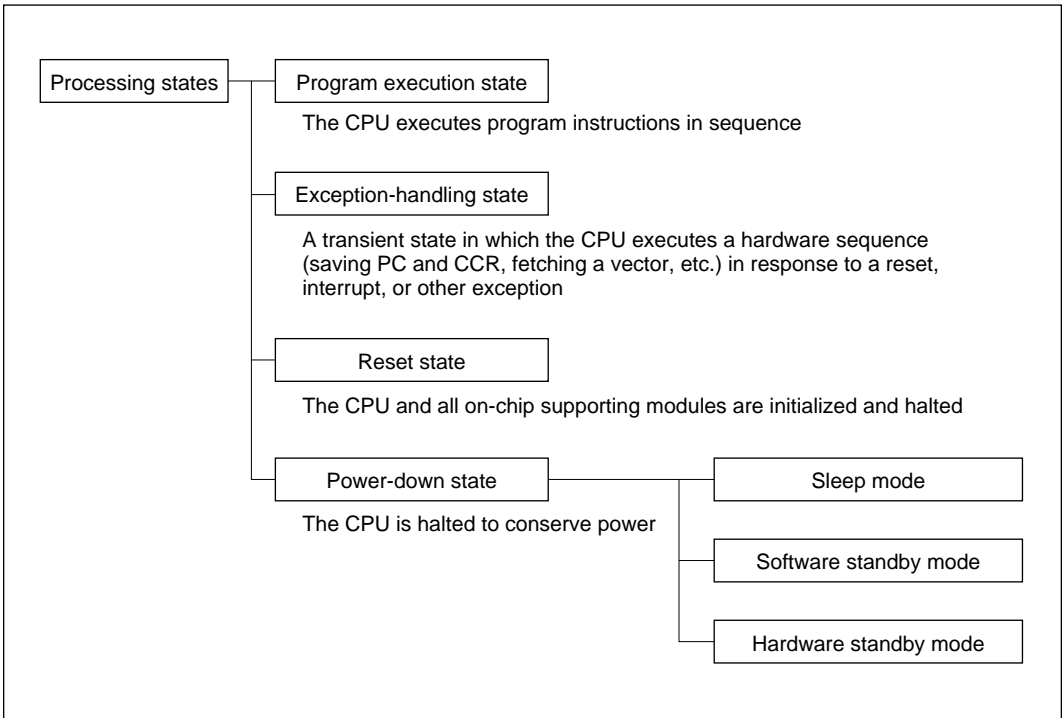 Processing states
Program execution state
The CPU executes program instructions in sequence
Exception-handling state
A transient state in which the CPU executes a hardware sequence
(saving PC and CCR, fetching a vector, etc.) in response to a reset,
interrupt, or other exception
Reset state
The CPU and all on-chip supporting modules are initialized and halted
Power-down state
The CPU is halted to conserve power
Sleep mode
Software standby mode
Hardware standby mode